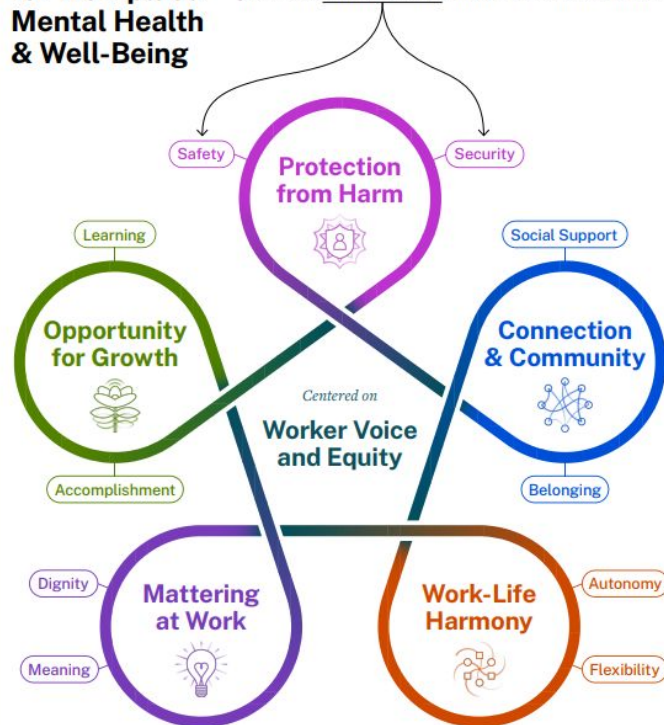 Mental Health
& Well-Being
Safety
Security
Protection
from Harm
Learning
Social Support
Opportunity
for Growth
Connection
& Community
Centered on
Worker Voice
and Equity
Accomplishment
Belonging
Dignity
Autonomy
Mattering
at Work
Work-Life
Harmony
Meaning
Flexibility